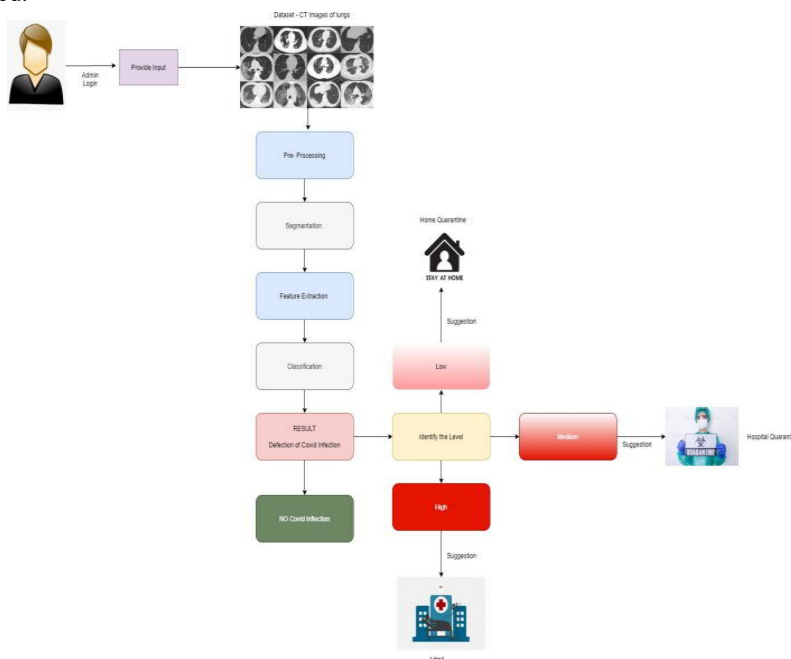 Dataset - CT Images of lungs
Admin
Login
Provide Input
Pre- Processing
Segmentation
Feature Extraction
Classification
RESULT
Defection of Covid Infection
NO Covid Infection
Identify the Level
Low
Suggestion
STAY AT HOME
Home Quarantine
Medium
Suggestion
QUARANTINE
Hospital Quarant
High
Suggestion